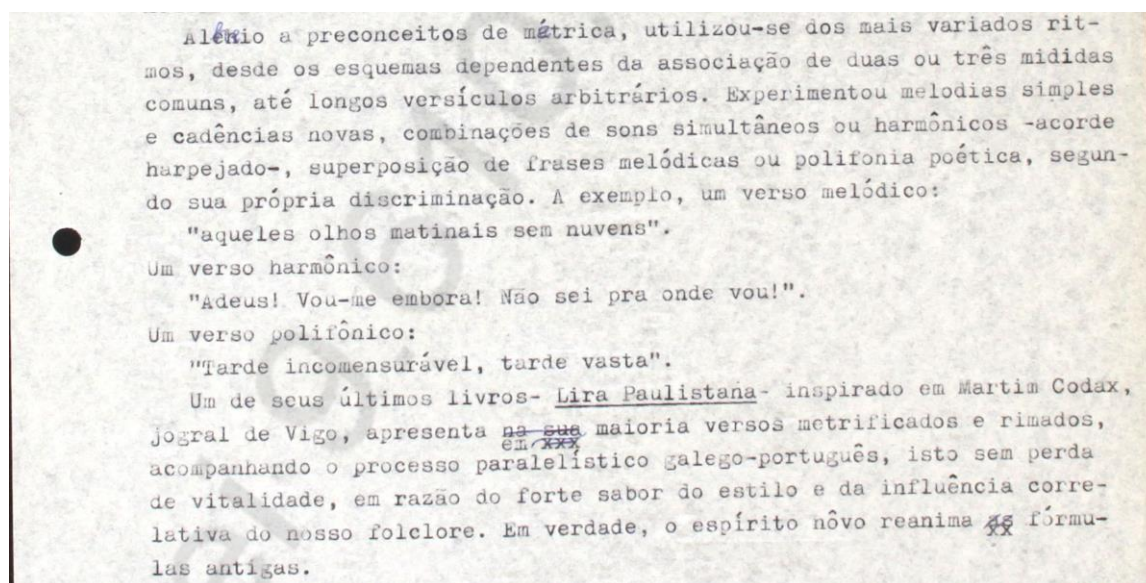 Alheio a preconceitos de métrica, utilizou-se dos mais variados rit-
mos, desde os esquemas dependentes da associação de duas ou três mididas
comuns, até longos versículos arbitrários. Experimentou melodias simples
e cadências novas, combinações de sons simultâneos ou harmônicos -acorde
harpejado-, superposição de frases melódicas ou polifonia poética, segun-
do sua própria discriminação. A exemplo, um verso melódico:
"aqueles olhos matinais sem nuvens".
Um verso harmônico:
"Adeus! Vou-me embora! Não sei pra onde vou!".
Um verso polifônico:
"Tarde incomensurável, tarde vasta".
Um de seus últimos livros- Lira Paulistana- inspirado em Martim Codax,
jogral de Vigo, apresenta na sua maioria versos metrificados e rimados,
em xxx
acompanhando o processo paralelístico galego-português, isto sem perda
de vitalidade, em razão do forte sabor do estilo e da influência corre-
lativa do nosso folclore. Em verdade, o espírito nôvo reanima as fórmu-
xx
las antigas.